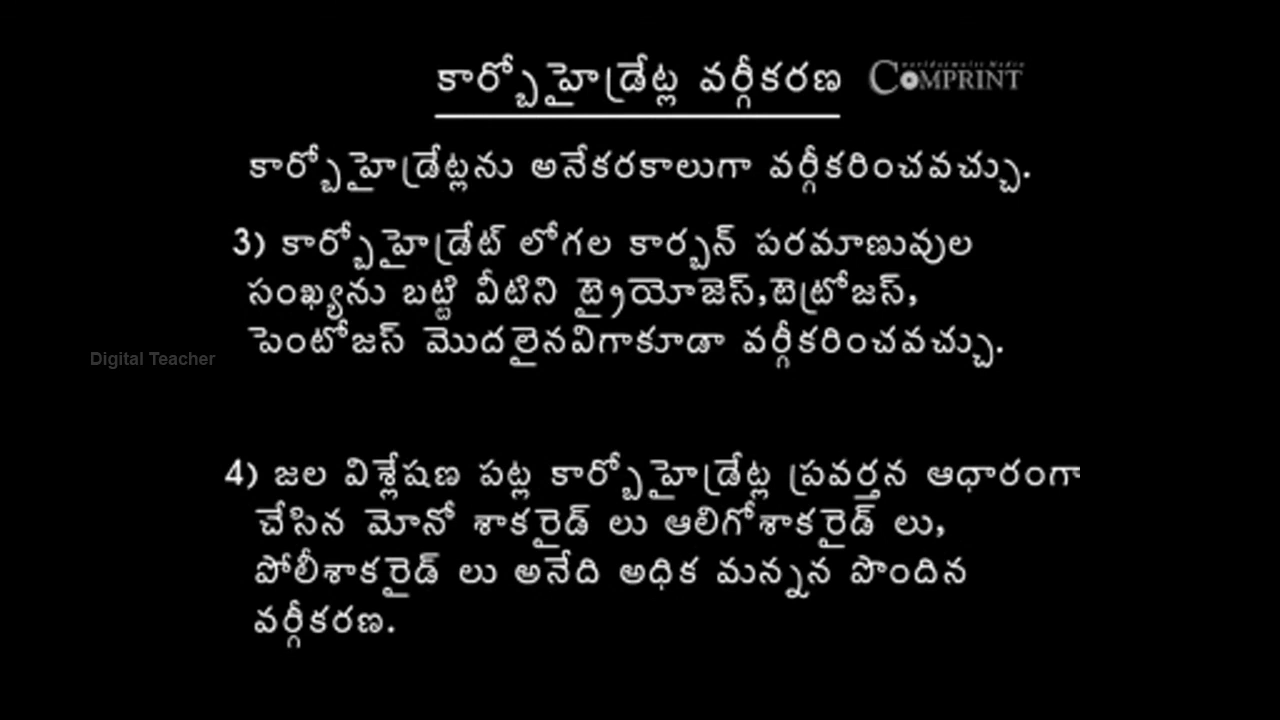 కార్బోహైడ్రేట్ల వర్గీకరణ
COMPRINT
కార్బోహైడ్రేట్లను అనేకరకాలుగా వర్గీకరించవచ్చు.
3) కార్బోహైడ్రేట్ లోగల కార్బన్ పరమాణువుల
సంఖ్యను బట్టి వీటిని ట్రైయోజెస్,టెట్రోజస్,
పెంటోజస్ మొదలైనవిగాకూడా వర్గీకరించవచ్చు.
Digital Teacher
4) జల విశ్లేషణ పట్ల కార్బోహైడ్రేట్ల ప్రవర్తన ఆధారంగా
చేసిన మోనో శాకరైడ్ లు ఆలిగోశాకరైడ్ లు,
పోలీశాకరైడ్ లు అనేది అధిక మన్నన పొందిన
వర్గీకరణ.